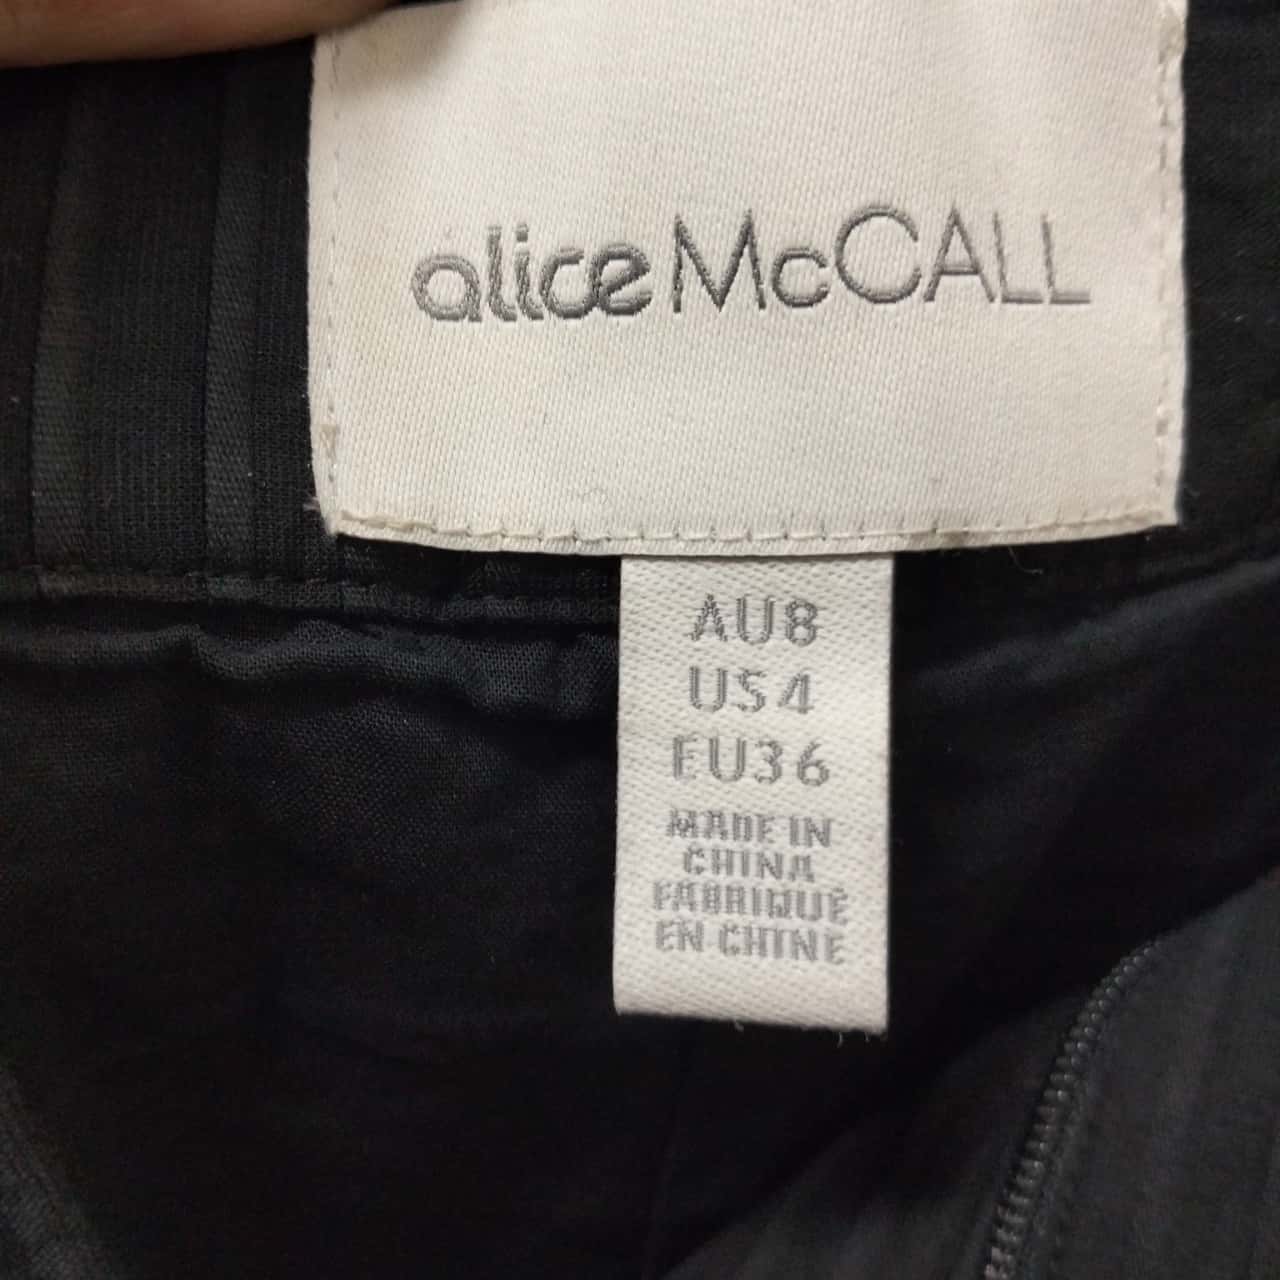 alice McCALL
AU8
US4
EU36
MADE IN
CHINA
FABRIQUÉ
EN CHINE